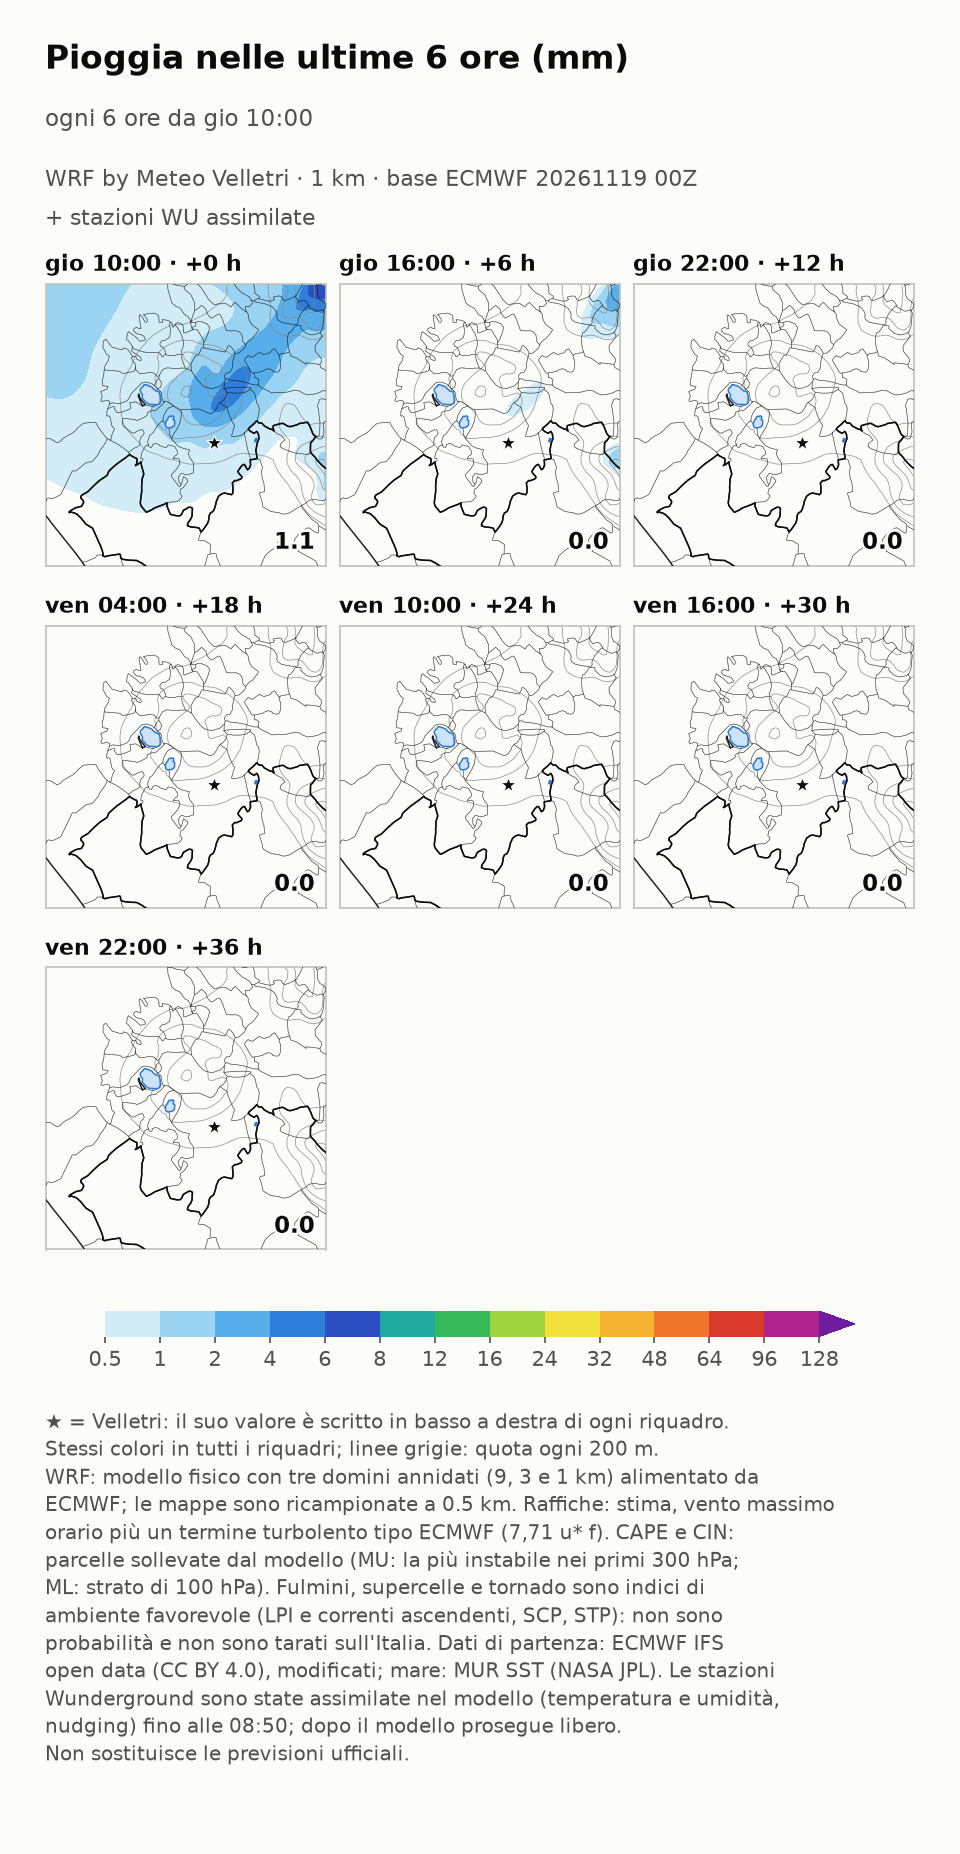 Pioggia nelle ultime 6 ore (mm)
ogni 6 ore da gio 10:00
WRF by Meteo Velletri · 1 km · base ECMWF 20261119 00Z
+ stazioni WU assimilate
gio 10:00 · +0 h
gio 16:00 · +6 h
gio 22:00 · +12 h
1.1
0.0
0.0
ven 04:00 · +18 h
ven 10:00 · +24 h
ven 16:00 · +30 h
0.0
0.0
0.0
ven 22:00 · +36 h
0.0
0.5 1 2 4 6 8 12 16 24 32 48 64 96 128
★ = Velletri: il suo valore è scritto in basso a destra di ogni riquadro.
Stessi colori in tutti i riquadri; linee grigie: quota ogni 200 m.
WRF: modello fisico con tre domini annidati (9, 3 e 1 km) alimentato da
ECMWF; le mappe sono ricampionate a 0.5 km. Raffiche: stima, vento massimo
orario più un termine turbolento tipo ECMWF (7,71 u* f). CAPE e CIN:
parcelle sollevate dal modello (MU: la più instabile nei primi 300 hPa;
ML: strato di 100 hPa). Fulmini, supercelle e tornado sono indici di
ambiente favorevole (LPI e correnti ascendenti, SCP, STP): non sono
probabilità e non sono tarati sull'Italia. Dati di partenza: ECMWF IFS
open data (CC BY 4.0), modificati; mare: MUR SST (NASA JPL). Le stazioni
Wunderground sono state assimilate nel modello (temperatura e umidità,
nudging) fino alle 08:50; dopo il modello prosegue libero.
Non sostituisce le previsioni ufficiali.